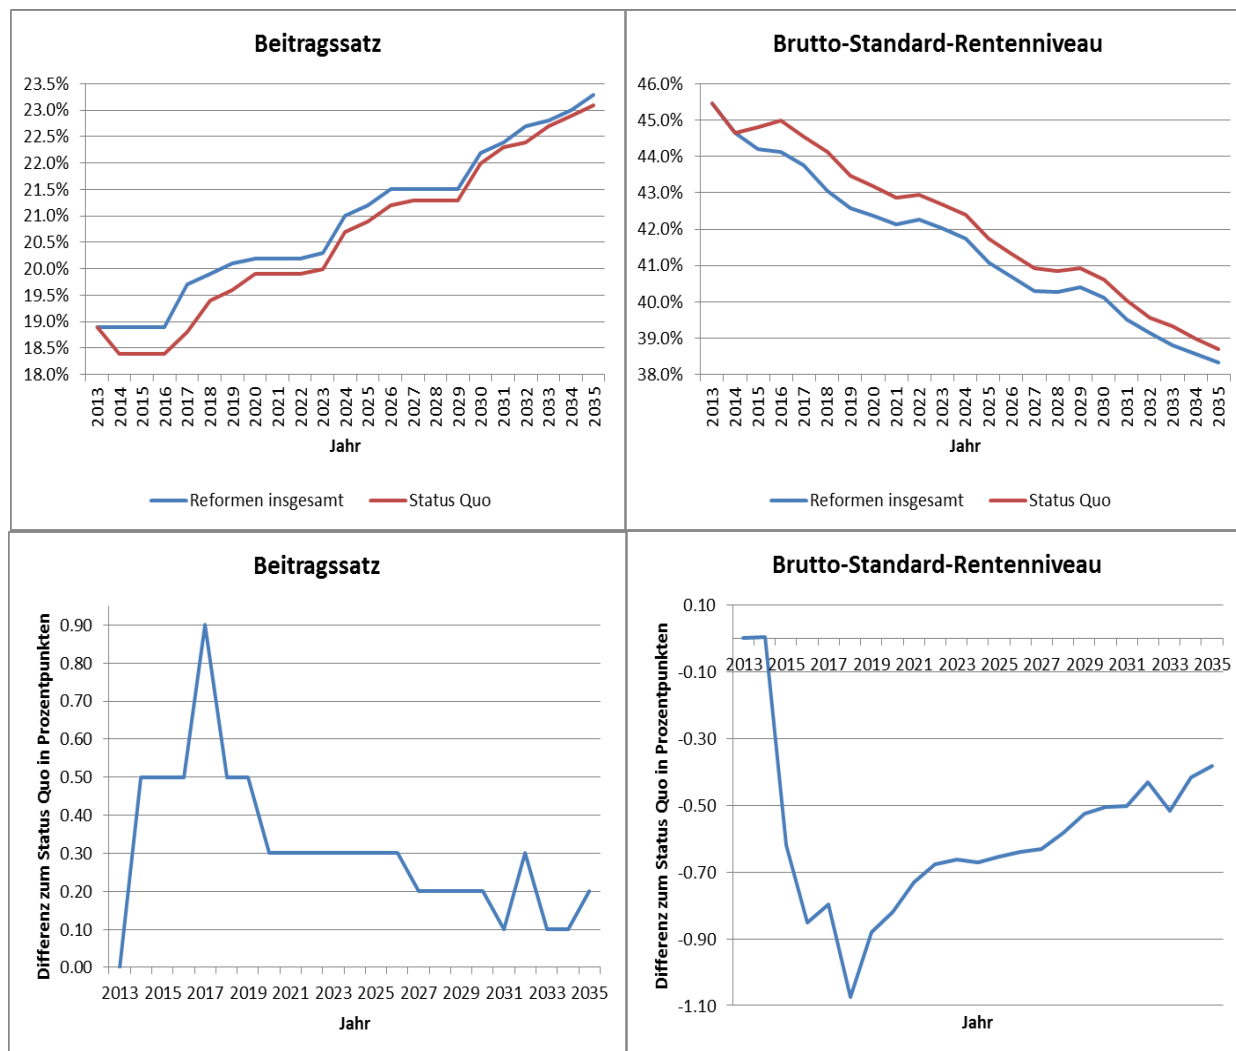 Beitragssatz
23.5%
23.0%
22.5%
22.0%
21.5%
21.0%
20.5%
20.0%
19.5%
19.0%
18.5%
18.0%
2013 2014 2015 2016 2017 2018 2019 2020 2021 2022 2023 2024 2025 2026 2027 2028 2029 2030 2031 2032 2033 2034 2035
Jahr
Reformen insgesamt Status Quo
Brutto-Standard-Rentenniveau
46.0%
45.0%
44.0%
43.0%
42.0%
41.0%
40.0%
39.0%
38.0%
2013 2014 2015 2016 2017 2018 2019 2020 2021 2022 2023 2024 2025 2026 2027 2028 2029 2030 2031 2032 2033 2034 2035
Jahr
Reformen insgesamt Status Quo
Beitragssatz
Differenz zum Status Quo in Prozentpunkten
0.90
0.80
0.70
0.60
0.50
0.40
0.30
0.20
0.10
0.00
2013 2015 2017 2019 2021 2023 2025 2027 2029 2031 2033 2035
Jahr
Brutto-Standard-Rentenniveau
Differenz zum Status Quo in Prozentpunkten
0.10
2013 2015 2017 2019 2021 2023 2025 2027 2029 2031 2033 2035
-0.10
-0.30
-0.50
-0.70
-0.90
-1.10
Jahr